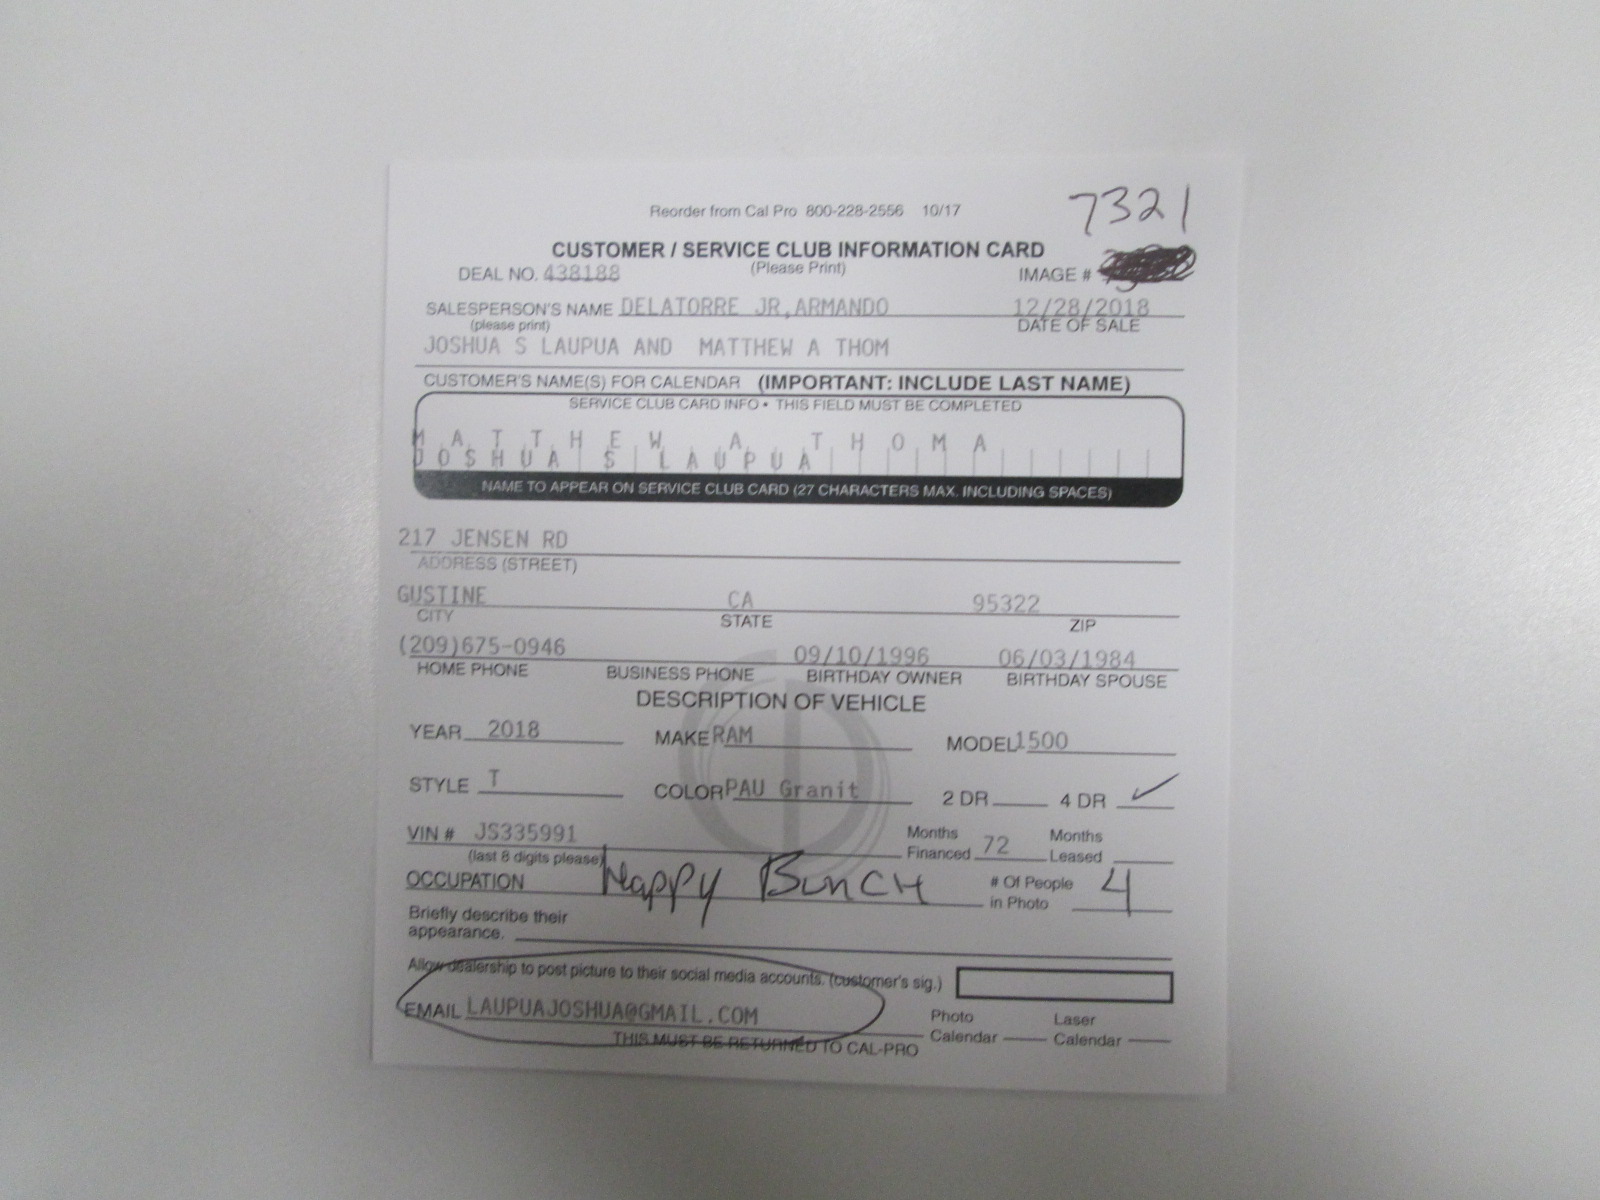 7321
Reorder from Cal Pro 800-228-2556 10/17
CUSTOMER / SERVICE CLUB INFORMATION CARD
(Please Print)
DEAL NO. 438188 IMAGE #
SALESPERSON'S NAME DELATORRE JR,ARMANDO 12/28/2018
(please print) DATE OF SALE
JOSHUA S LAUPUA AND MATTHEW A THOM
CUSTOMER'S NAME(S) FOR CALENDAR (IMPORTANT: INCLUDE LAST NAME)
SERVICE CLUB CARD INFO • THIS FIELD MUST BE COMPLETED
MATTHEW A THOMA
JOSHUA S LAUPUA
NAME TO APPEAR ON SERVICE CLUB CARD (27 CHARACTERS MAX. INCLUDING SPACES)
217 JENSEN RD
ADDRESS (STREET)
GUSTINE CA 95322
CITY STATE ZIP
(209)675-0946 09/10/1996 06/03/1984
HOME PHONE BUSINESS PHONE BIRTHDAY OWNER BIRTHDAY SPOUSE
DESCRIPTION OF VEHICLE
YEAR 2018 MAKE RAM MODEL 1500
STYLE T COLOR PAU Granit 2 DR 4 DR ✓
VIN # JS335991 Months Financed 72 Months Leased
(last 8 digits please)
OCCUPATION Happy Bunch # Of People in Photo 4
Briefly describe their
appearance.
Allow dealership to post picture to their social media accounts. (customer's sig.)
EMAIL LAUPUAJOSHUA@GMAIL.COM Photo Calendar Laser Calendar
THIS MUST BE RETURNED TO CAL-PRO